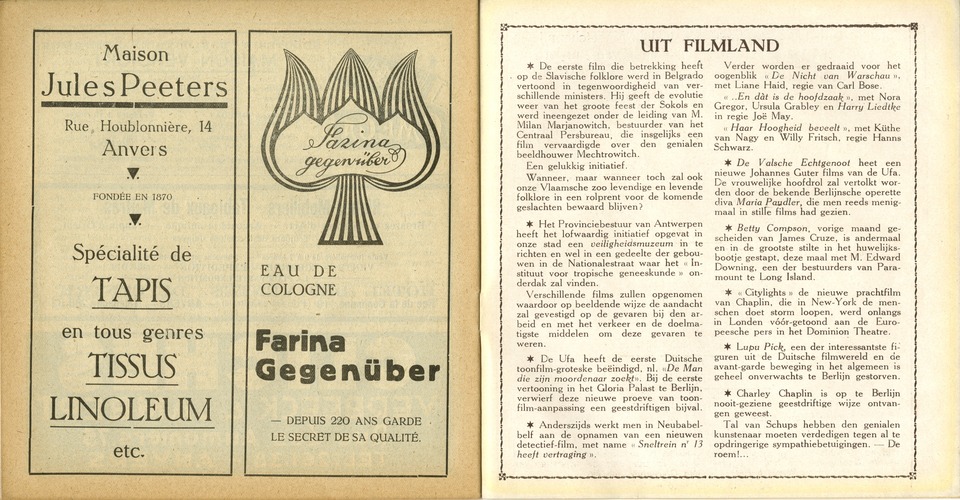 Maison
Jules Peeters
Rue Houblonnière, 14
Anvers
FONDÉE EN 1870
Spécialité de
TAPIS
en tous genres
TISSUS
LINOLEUM
etc.
Farina
gegenüber
EAU DE
COLOGNE
Farina
Gegenüber
— DEPUIS 220 ANS GARDE
LE SECRET DE SA QUALITÉ.
UIT FILMLAND
✶ De eerste film die betrekking heeft
op de Slavische folklore werd in Belgrado
vertoond in tegenwoordigheid van ver-
schillende ministers. Hij geeft de evolutie
weer van het groote feest der Sokols en
werd ineengezet onder de leiding van M.
Milan Marjanowitch, bestuurder van het
Centraal Persbureau, die insgelijks een
film vervaardigde over den genialen
beeldhouwer Mechtrowitch.
Een gelukkig initiatief.
Wanneer, maar wanneer toch zal ook
onze Vlaamsche zoo levendige en levende
folklore in een rolprent voor de komende
geslachten bewaard blijven?
✶ Het Provinciebestuur van Antwerpen
heeft het lofwaardig initiatief opgevat in
onze stad een veiligheidsmuzeum in te
richten en wel in een gedeelte der gebou-
wen in de Nationalestraat waar het « In-
stituut voor tropische geneeskunde » on-
derdak zal vinden.
Verschillende films zullen opgenomen
waardoor op beeldende wijze de aandacht
zal gevestigd op de gevaren bij den ar-
beid en met het verkeer en de doelma-
tigste middelen om deze gevaren te
weren.
✶ De Ufa heeft de eerste Duitsche
toonfilm-groteske beëindigd, nl. «De Man
die zijn moordenaar zoekt». Bij de eerste
vertooning in het Gloria Palast te Berlijn,
verwierf deze nieuwe proeve van toon-
film-aanpassing een geestdriftigen bijval.
✶ Anderszijds werkt men in Neubabel-
belf aan de opnamen van een nieuwen
detectief-film, met name « Sneltrein n' 13
heeft vertraging ».
Verder worden er gedraaid voor het
oogenblik « De Nicht van Warschau »,
met Liane Haid, regie van Carl Bose.
« ..En dàt is de hoofdzaak », met Nora
Gregor, Ursula Grabley en Harry Liedtke
in regie Joë May.
« Haar Hoogheid beveelt », met Küthe
van Nagy en Willy Fritsch, regie Hanns
Schwarz.
✶ De Valsche Echtgenoot heet een
nieuwe Johannes Guter films van de Ufa.
De vrouwelijke hoofdrol zal vertolkt wor-
den door de bekende Berlijnsche operette
diva Maria Paudler, die men reeds menig-
maal in stille films had gezien.
✶ Betty Compson, vorige maand ge-
scheiden van James Cruze, is andermaal
en in de grootste stilte in het huwelijks-
bootje gestapt, deze maal met M. Edward
Downing, een der bestuurders van Para-
mount te Long Island.
✶ « Citylights » de nieuwe prachtfilm
van Chaplin, die in New-York de men-
schen doet storm loopen, werd onlangs
in Londen vóór-getoond aan de Euro-
peesche pers in het Dominion Theatre.
✶ Lupu Pick, een der interessantste fi-
guren uit de Duitsche filmwereld en de
avant-garde beweging in het algemeen is
geheel onverwachts te Berlijn gestorven.
✶ Charley Chaplin is op te Berlijn
nooit-geziene geestdriftige wijze ontvan-
gen geweest.
Tal van Schups hebben den genialen
kunstenaar moeten verdedigen tegen al te
opdringerige sympathiebetuigingen. — De
roem!...